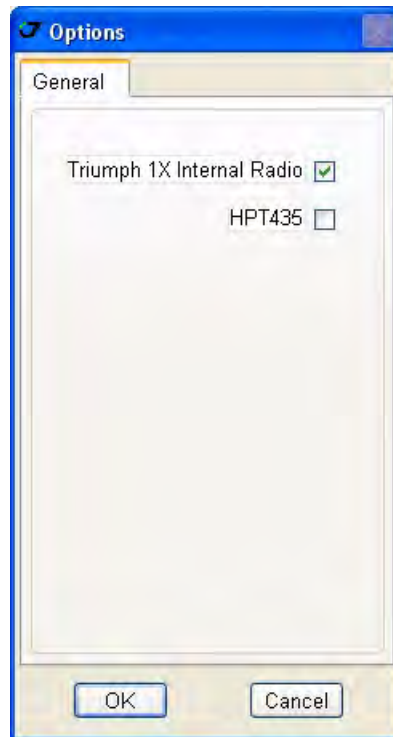 Options
General
Triumph 1X Internal Radio
HPT435
OK
Cancel